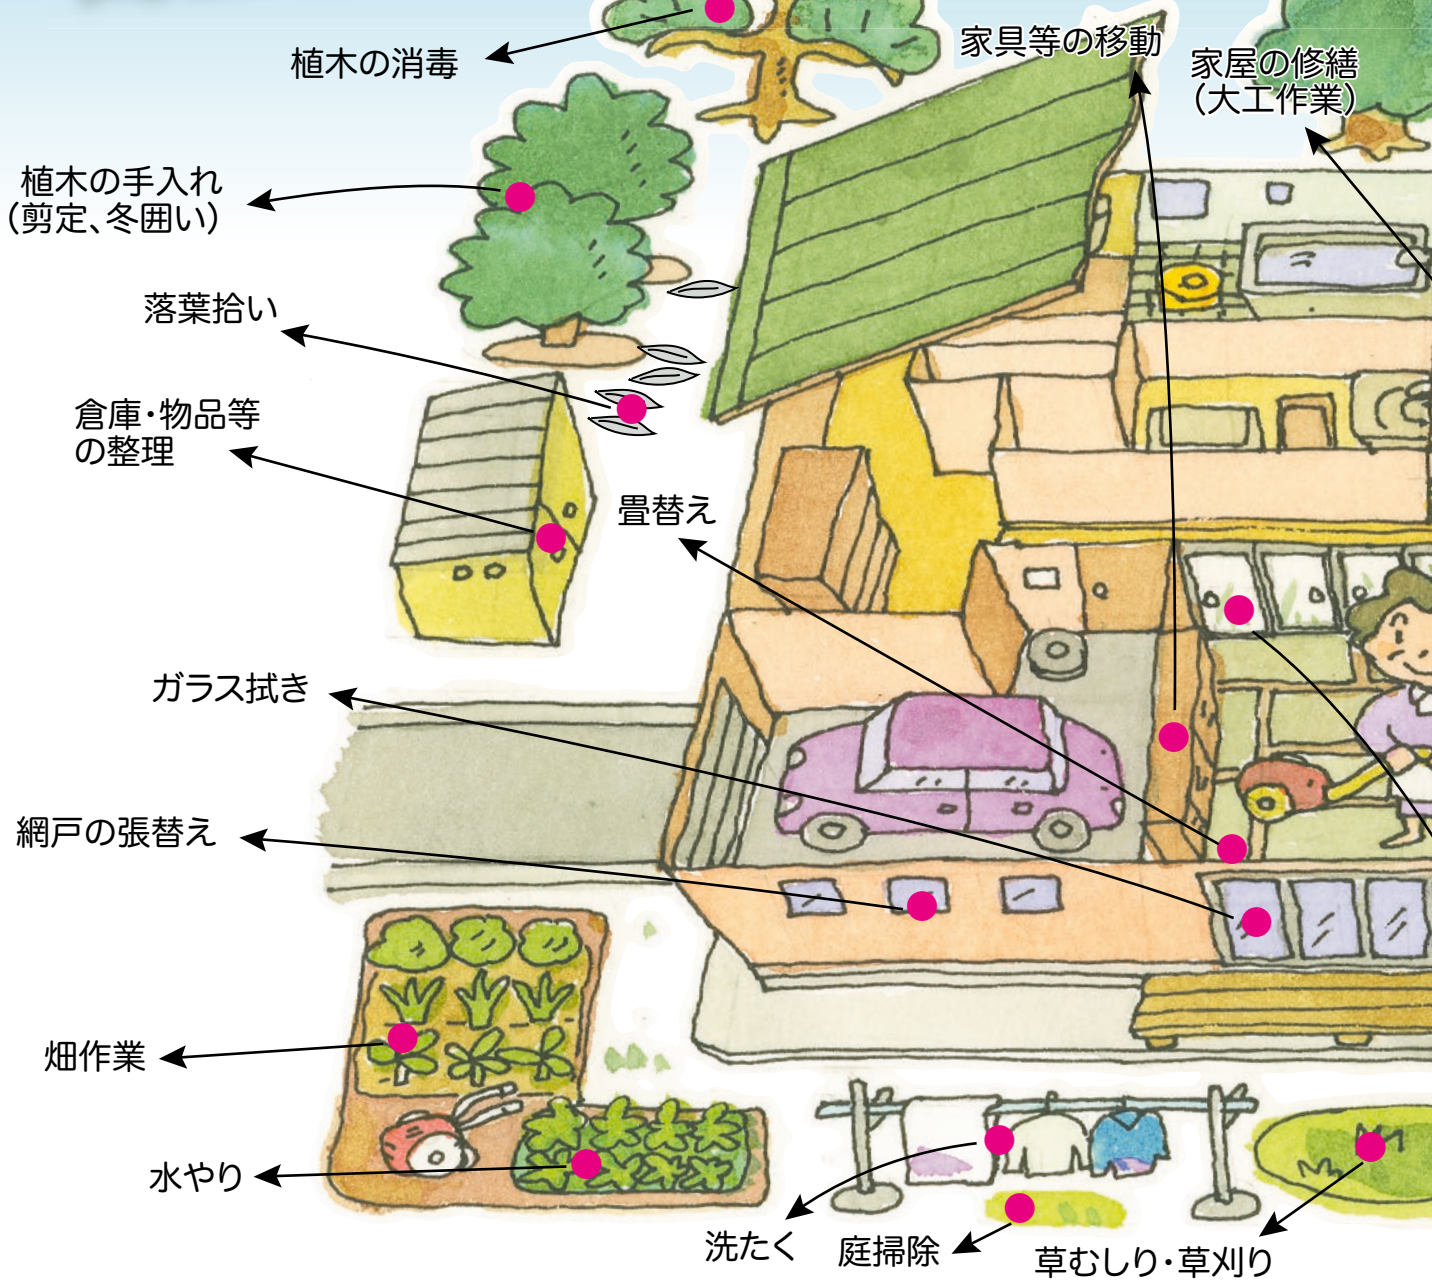 植木の消毒
家具等の移動
家屋の修繕
（大工作業）
植木の手入れ
（剪定、冬囲い）
落葉拾い
倉庫・物品等
の整理
畳替え
ガラス拭き
網戸の張替え
畑作業
水やり
洗たく
庭掃除
草むしり・草刈り